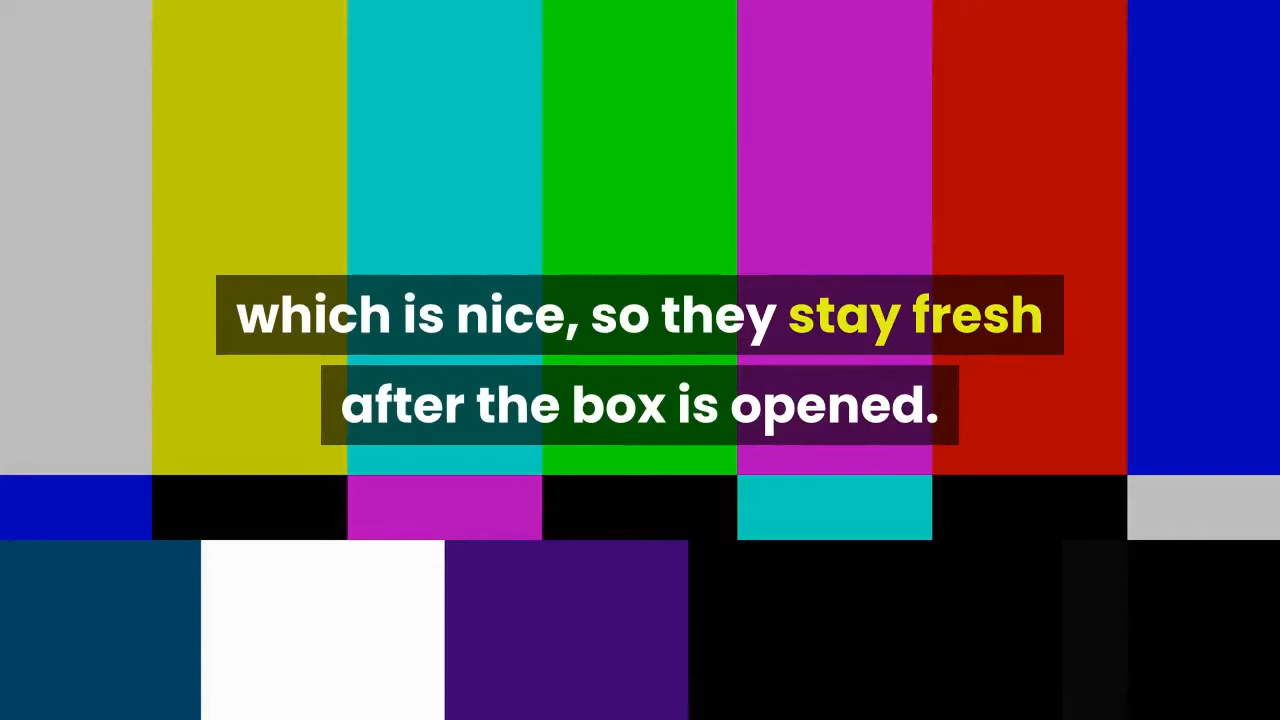 which is nice, so they stay fresh
after the box is opened.